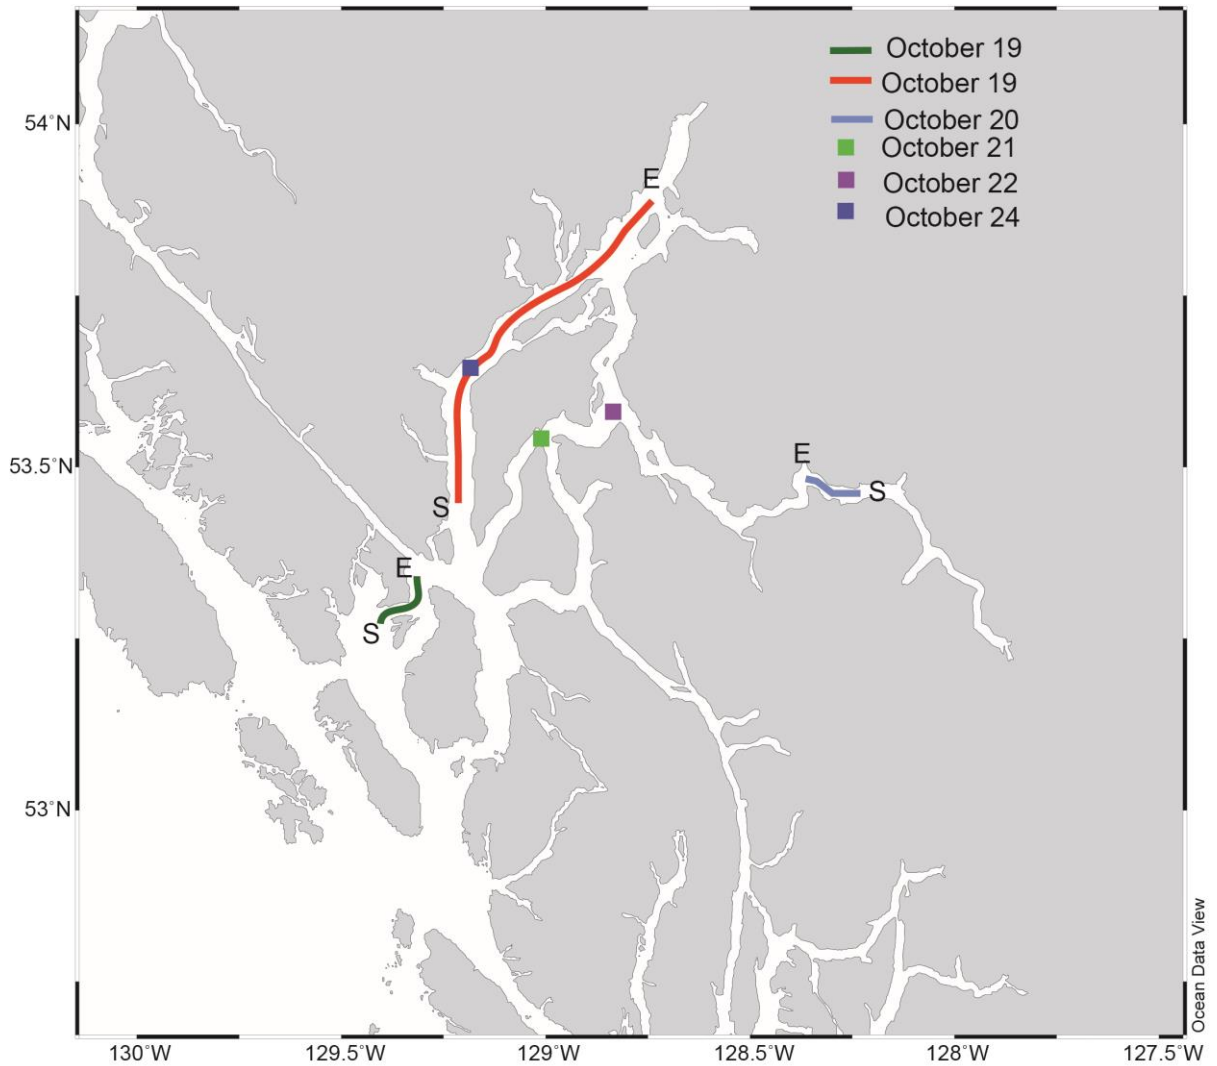 October 19
October 19
October 20
October 21
October 22
October 24
54°N
E
E
53.5°N
S
S
E
S
53°N
Ocean Data View
130°W
129.5°W
129°W
128.5°W
128°W
127.5°W